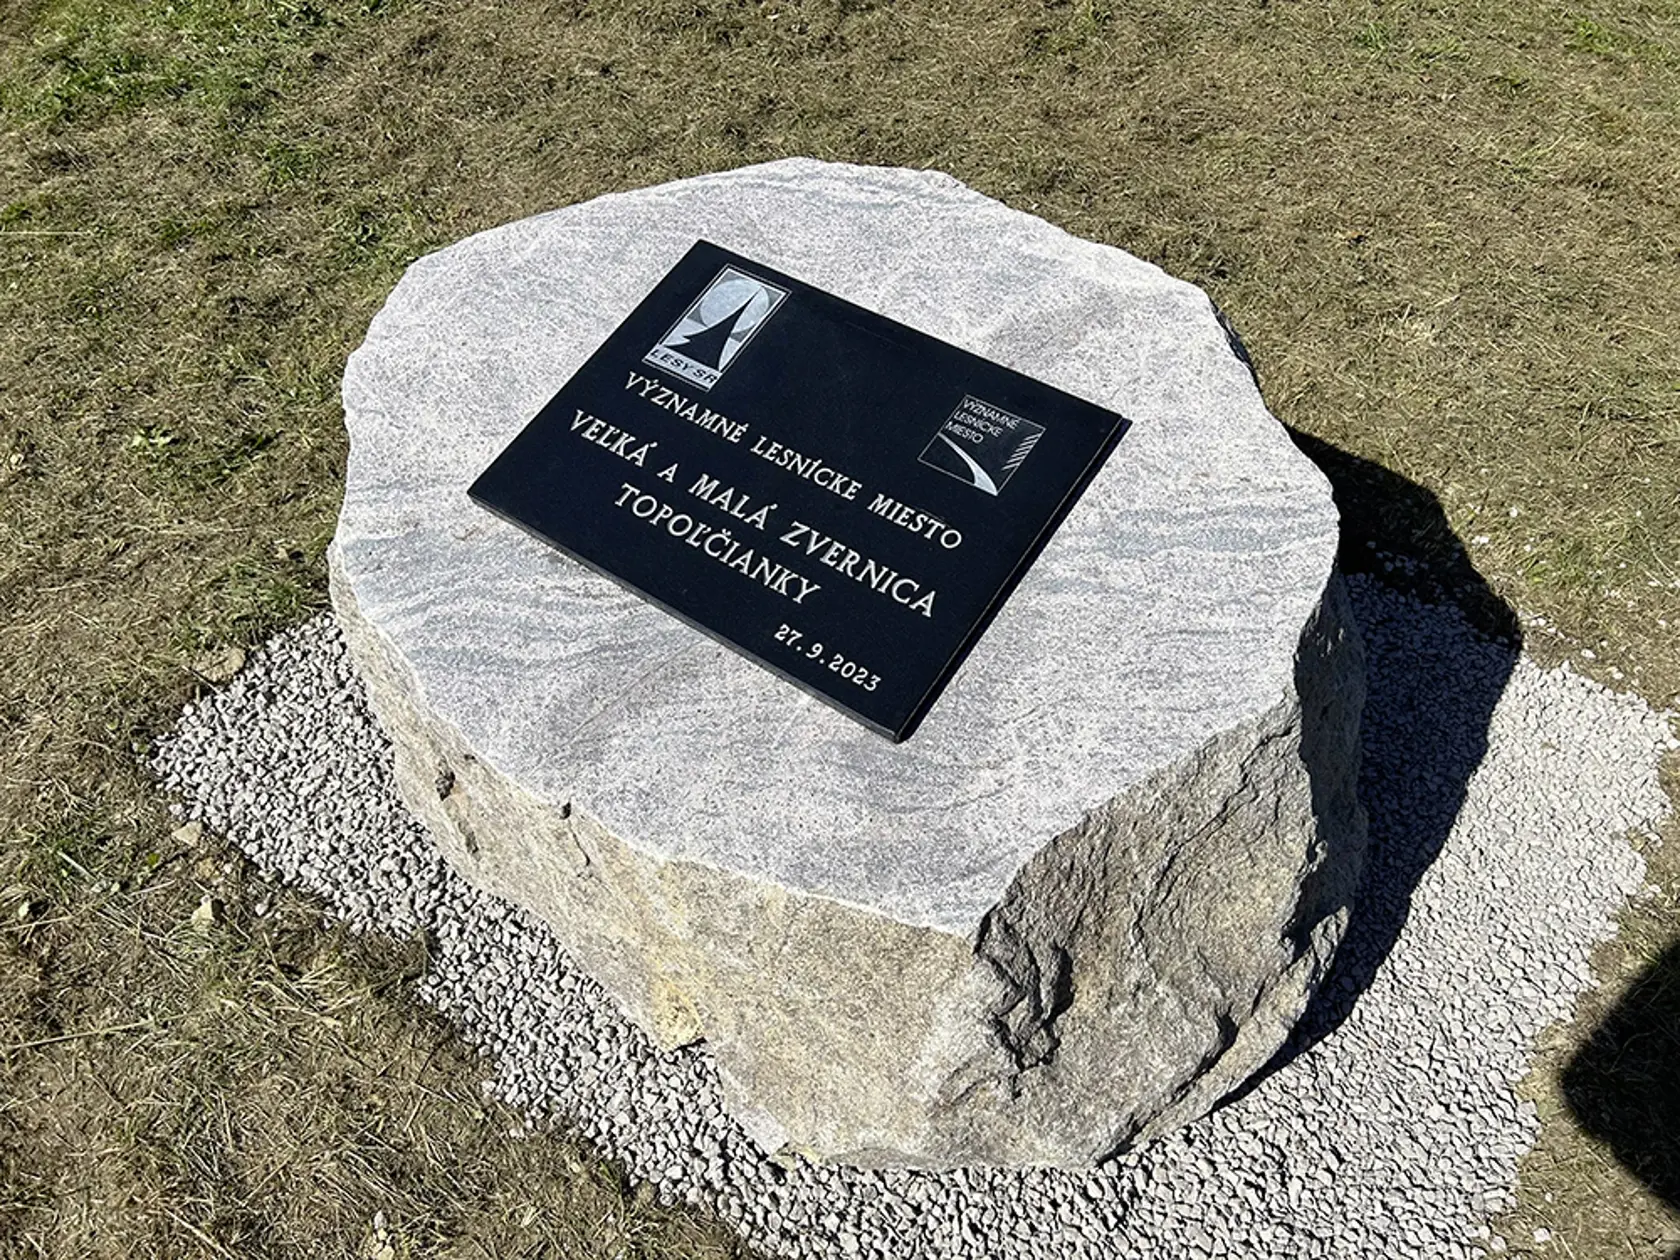 LESY SR
VÝZNAMNÉ
LESNÍCKE
MIESTO
VÝZNAMNÉ LESNÍCKE MIESTO
VEĽKÁ A MALÁ ZVERNICA
TOPOĽČIANKY
27.9.2023